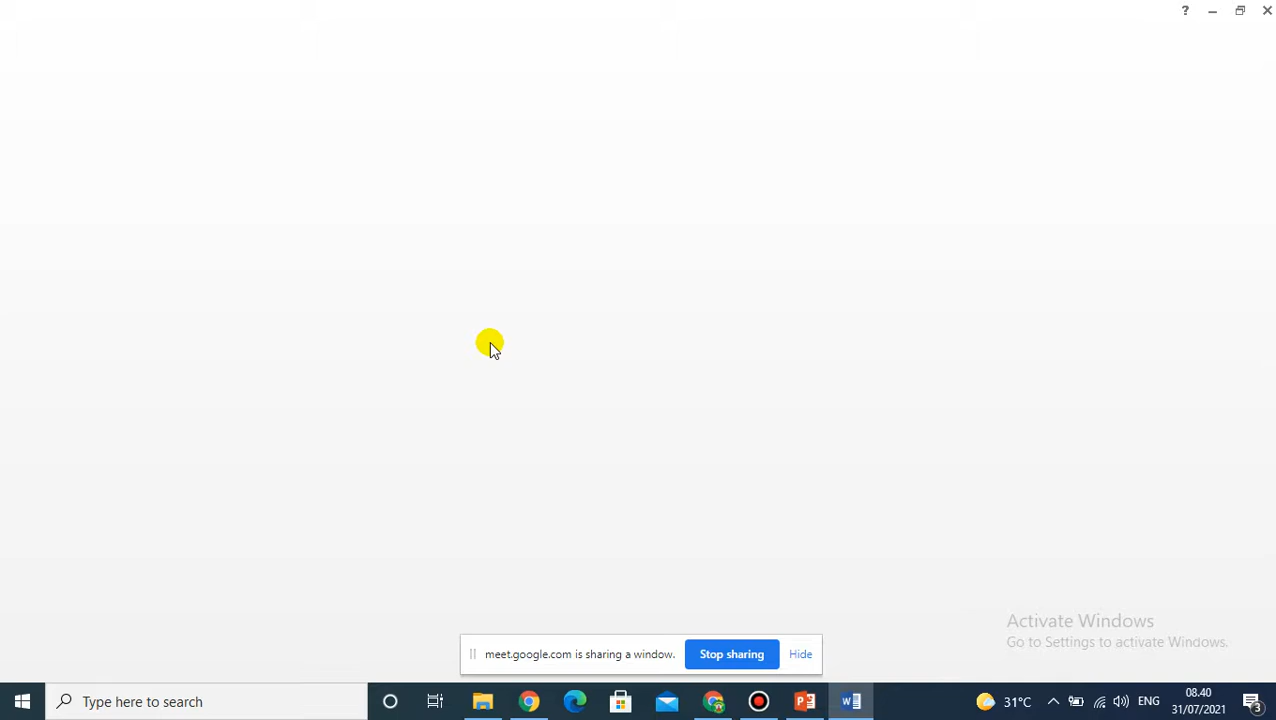 ?
Activate Windows
Go to Settings to activate Windows.
meet.google.com is sharing a window.
Stop sharing
Hide
Type here to search
31°C
ENG
08.40
31/07/2021
3